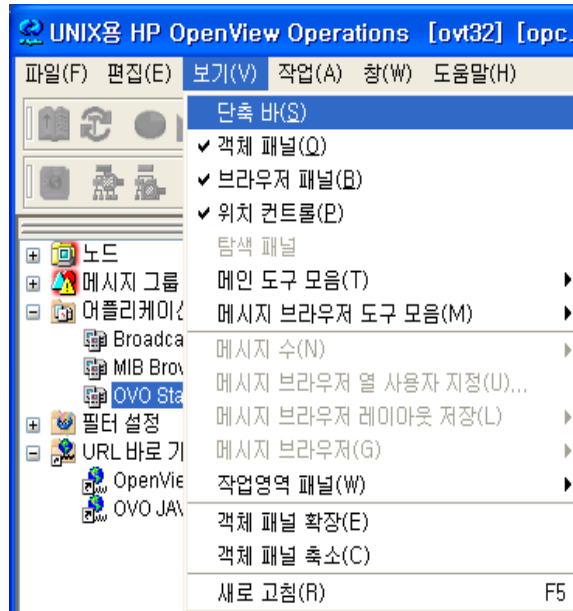 UNIX용 HP OpenView Operations [ovt32] [opc.
파일(F) 편집(E) 보기(V) 작업(A) 창(W) 도움말(H)
단축 바(S)
✔ 객체 패널(O)
✔ 브라우저 패널(B)
✔ 위치 컨트롤(P)
탐색 패널
메인 도구 모음(T)
메시지 브라우저 도구 모음(M)
메시지 수(N)
메시지 브라우저 열 사용자 지정(U)...
메시지 브라우저 레이아웃 저장(L)
메시지 브라우저(G)
작업영역 패널(W)
객체 패널 확장(E)
객체 패널 축소(C)
새로 고침(R) F5
노드
메시지 그룹
어플리케이션
Broadca
MIB Brow
OVO Sta
필터 설정
URL 바로 가
OpenVie
OVO JAV